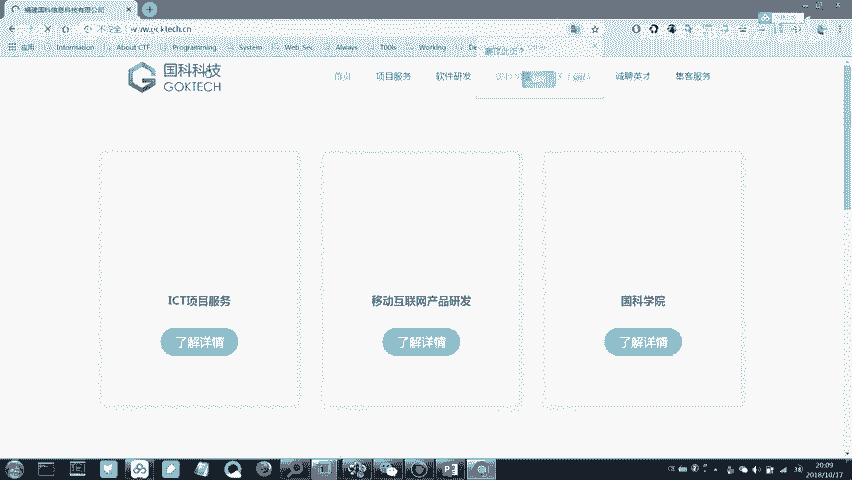 福建国科信息科技有限公司
不安全 www.goktech.cn
应用 Information About CTF Programming System Web Sec Always Tools Working
国科科技
GOKTECH
首页 项目服务 软件研发 诚聘英才 集客服务
ICT项目服务 移动互联网产品研发 国科学院
了解详情 了解详情 了解详情
20:09
2018/10/17